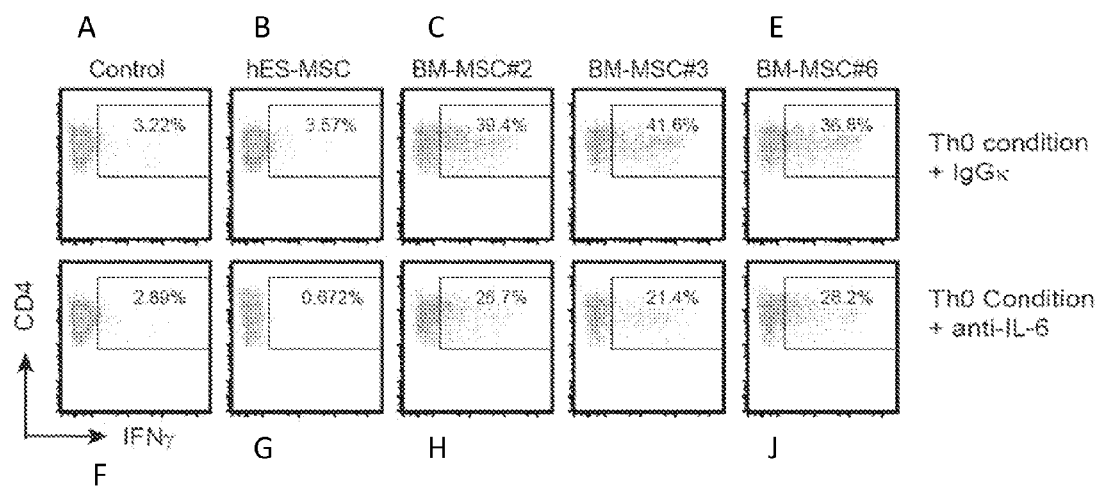 A B C E
Control hES-MSC BM-MSC#2 BM-MSC#3 BM-MSC#6
3.22% 3.57% 39.4% 41.6% 36.8%
Th0 condition
+ IgGκ
2.89% 0.672% 26.7% 21.4% 28.2%
Th0 Condition
+ anti-IL-6
CD4
IFNγ
F G H J